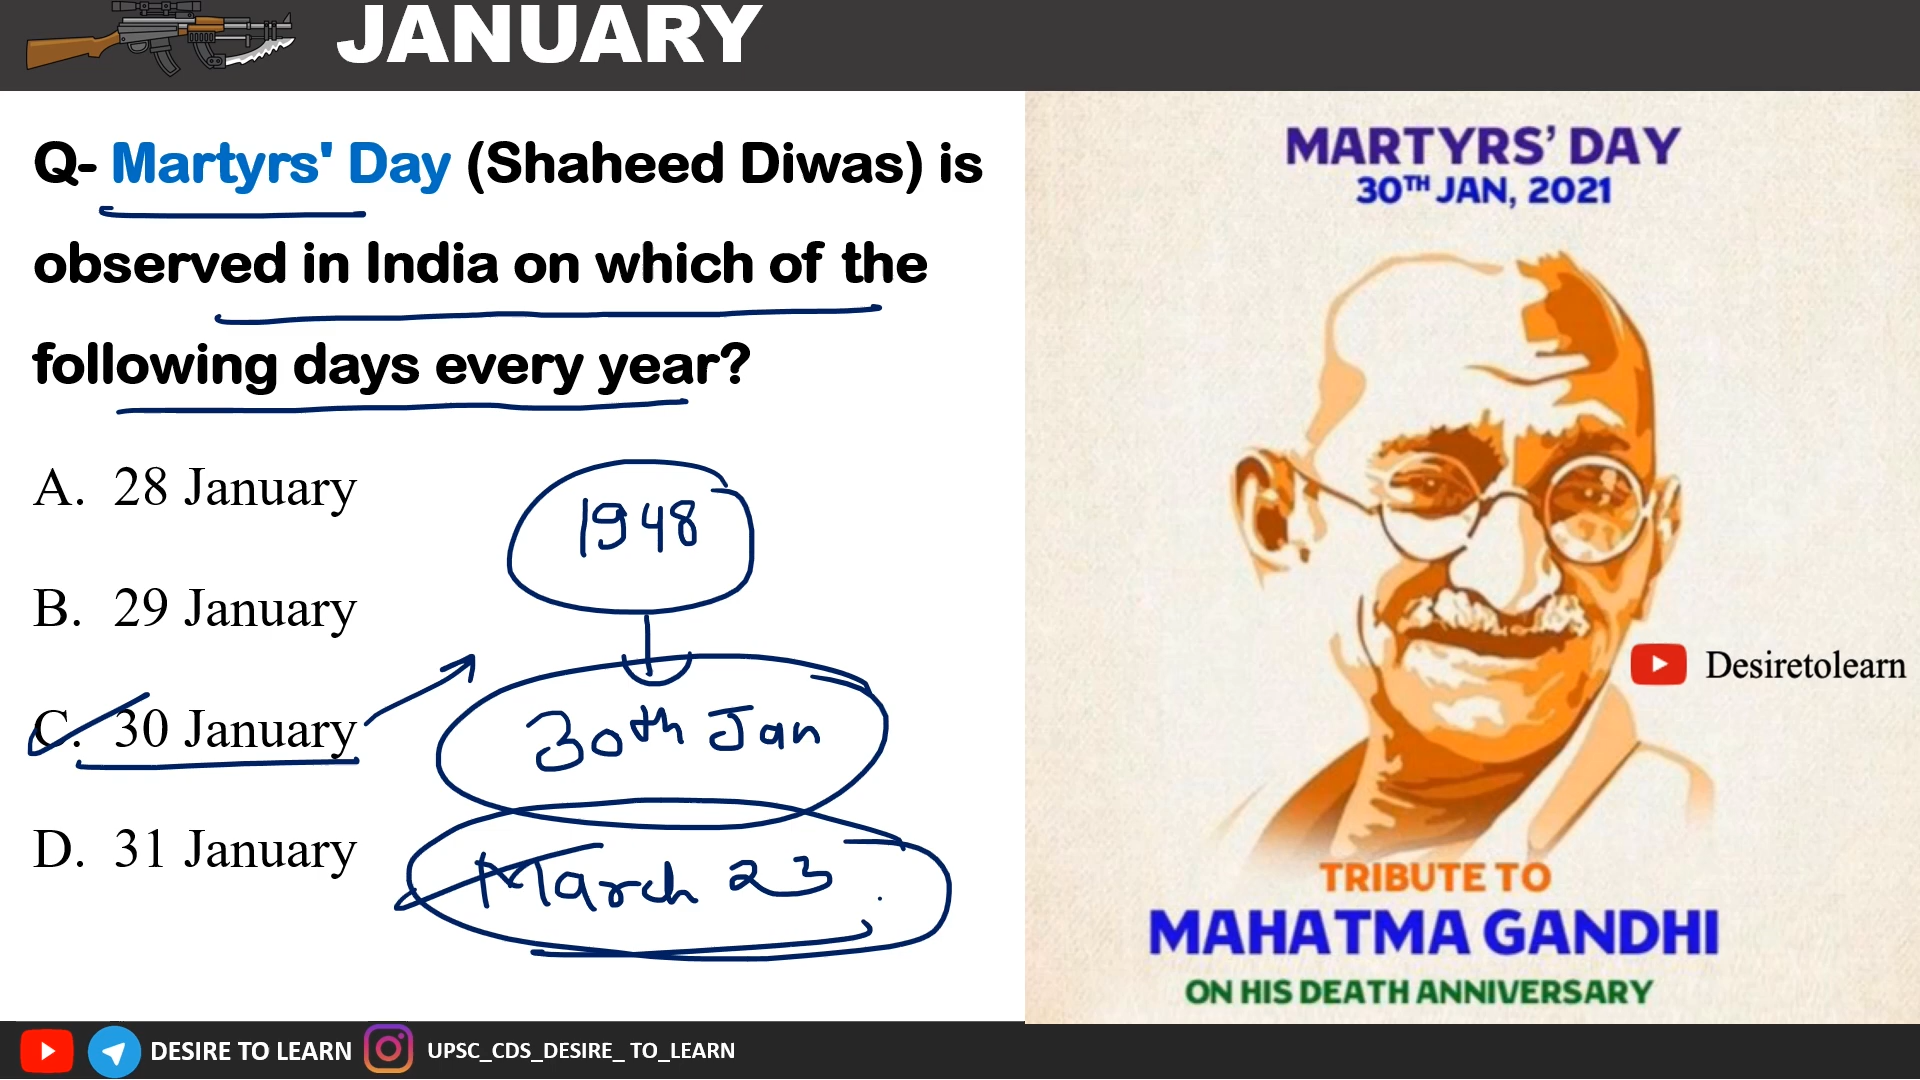 JANUARY
Q- Martyrs' Day (Shaheed Diwas) is
observed in India on which of the
following days every year?
A. 28 January
B. 29 January
C. 30 January
D. 31 January
1948
30th Jan
March 23
MARTYRS' DAY
30TH JAN, 2021
Desiretolearn
TRIBUTE TO
MAHATMA GANDHI
ON HIS DEATH ANNIVERSARY
DESIRE TO LEARN
UPSC_CDS_DESIRE_ TO_LEARN